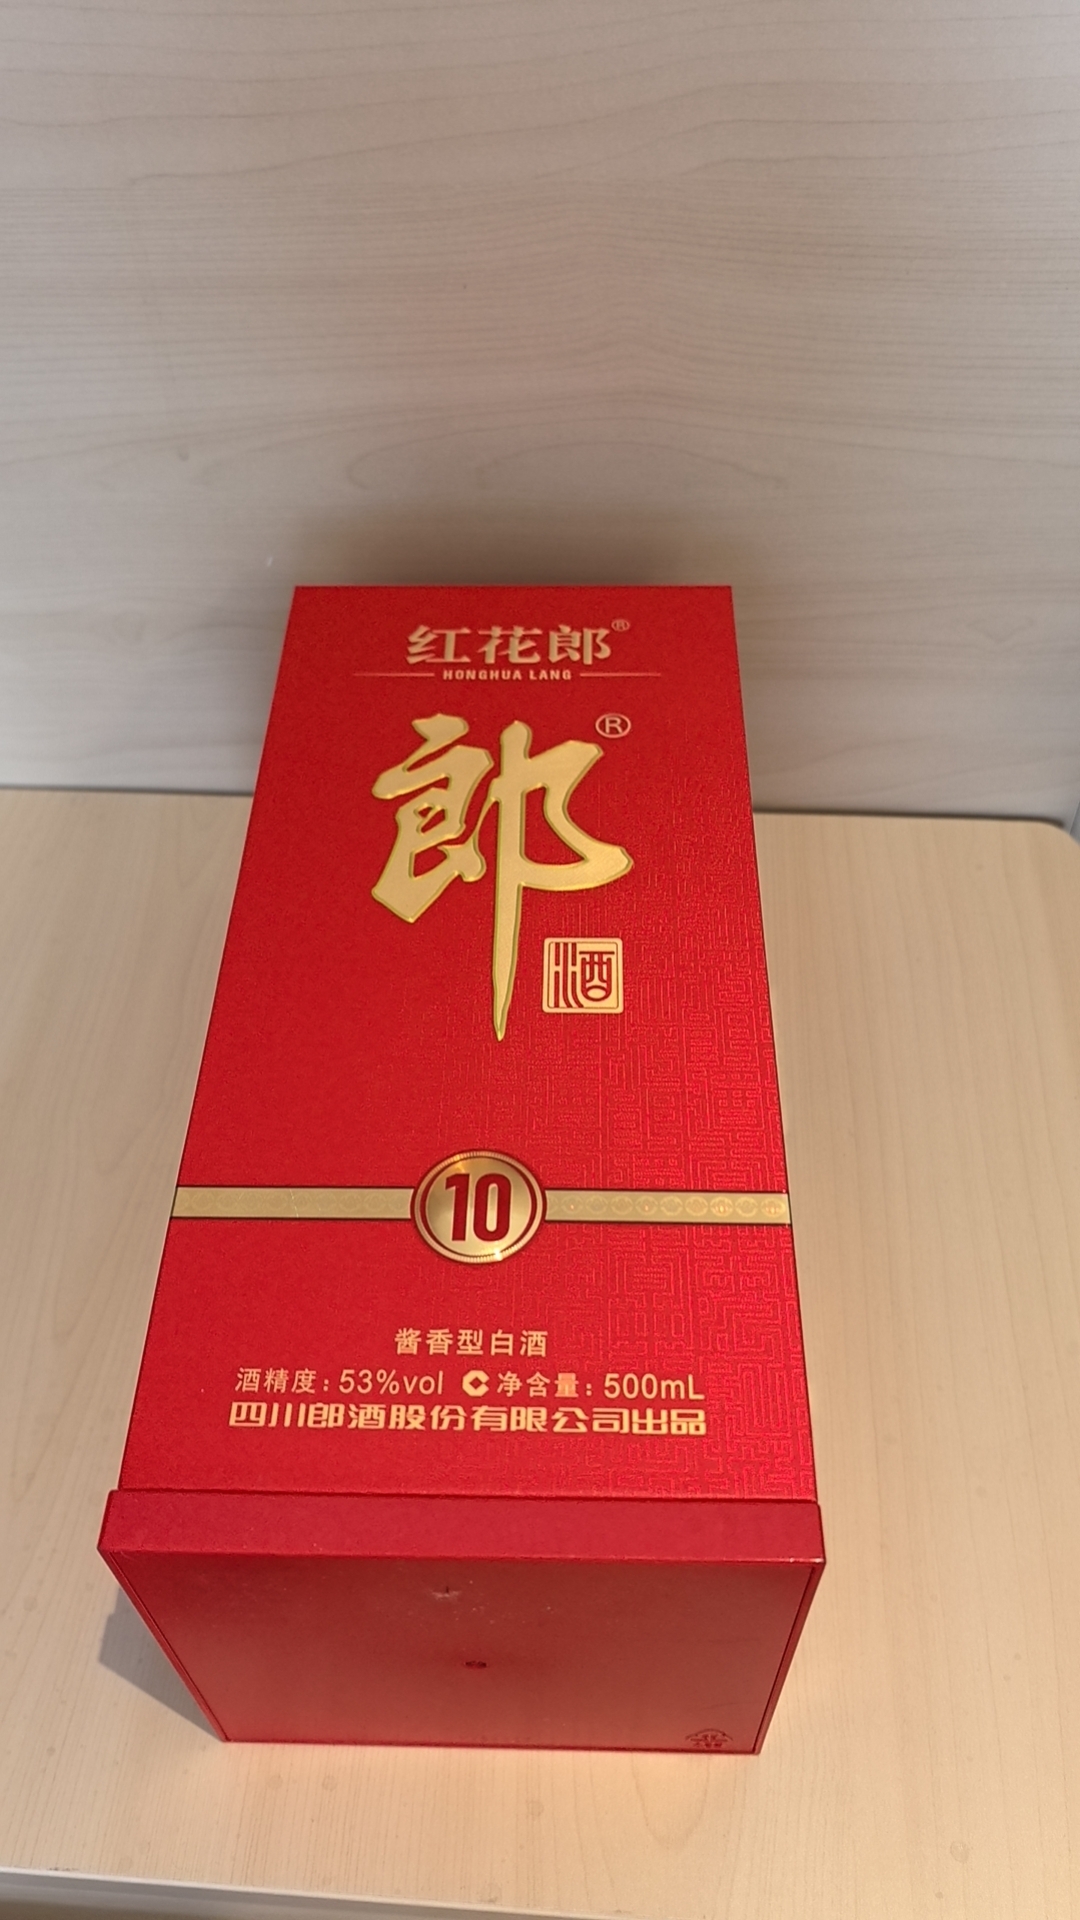 红花郎®
HONGHUA LANG
郎®
酒
10
酱香型白酒
酒精度：53%vol 净含量：500mL
四川郎酒股份有限公司出品